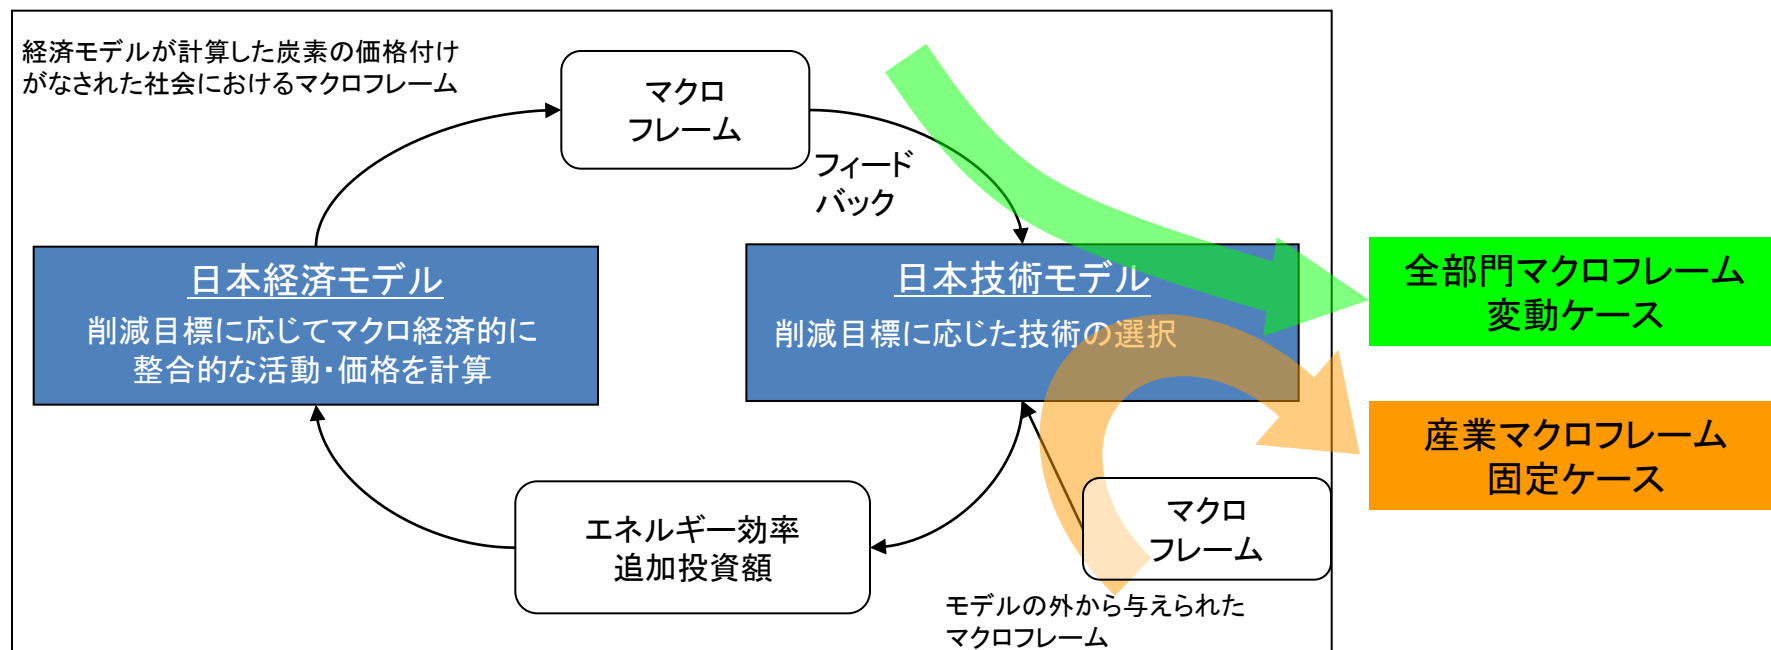 経済モデルが計算した炭素の価格付け
がなされた社会におけるマクロフレーム
マクロ
フレーム
フィード
バック
日本経済モデル
削減目標に応じてマクロ経済的に
整合的な活動・価格を計算
日本技術モデル
削減目標に応じた技術の選択
全部門マクロフレーム
変動ケース
産業マクロフレーム
固定ケース
エネルギー効率
追加投資額
マクロ
フレーム
モデルの外から与えられた
マクロフレーム